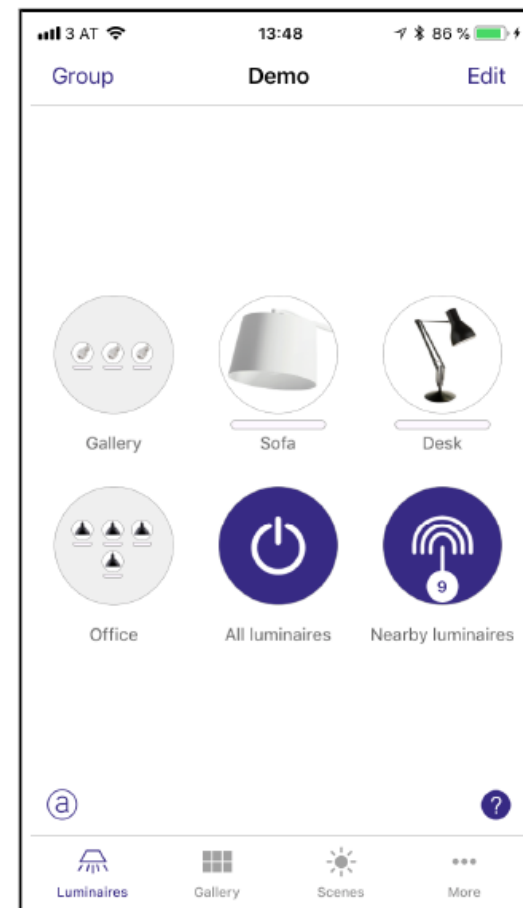 3 AT 13:48 86 %
Group Demo Edit
Gallery Sofa Desk
9
Office All luminaires Nearby luminaires
a ?
Luminaires Gallery Scenes More